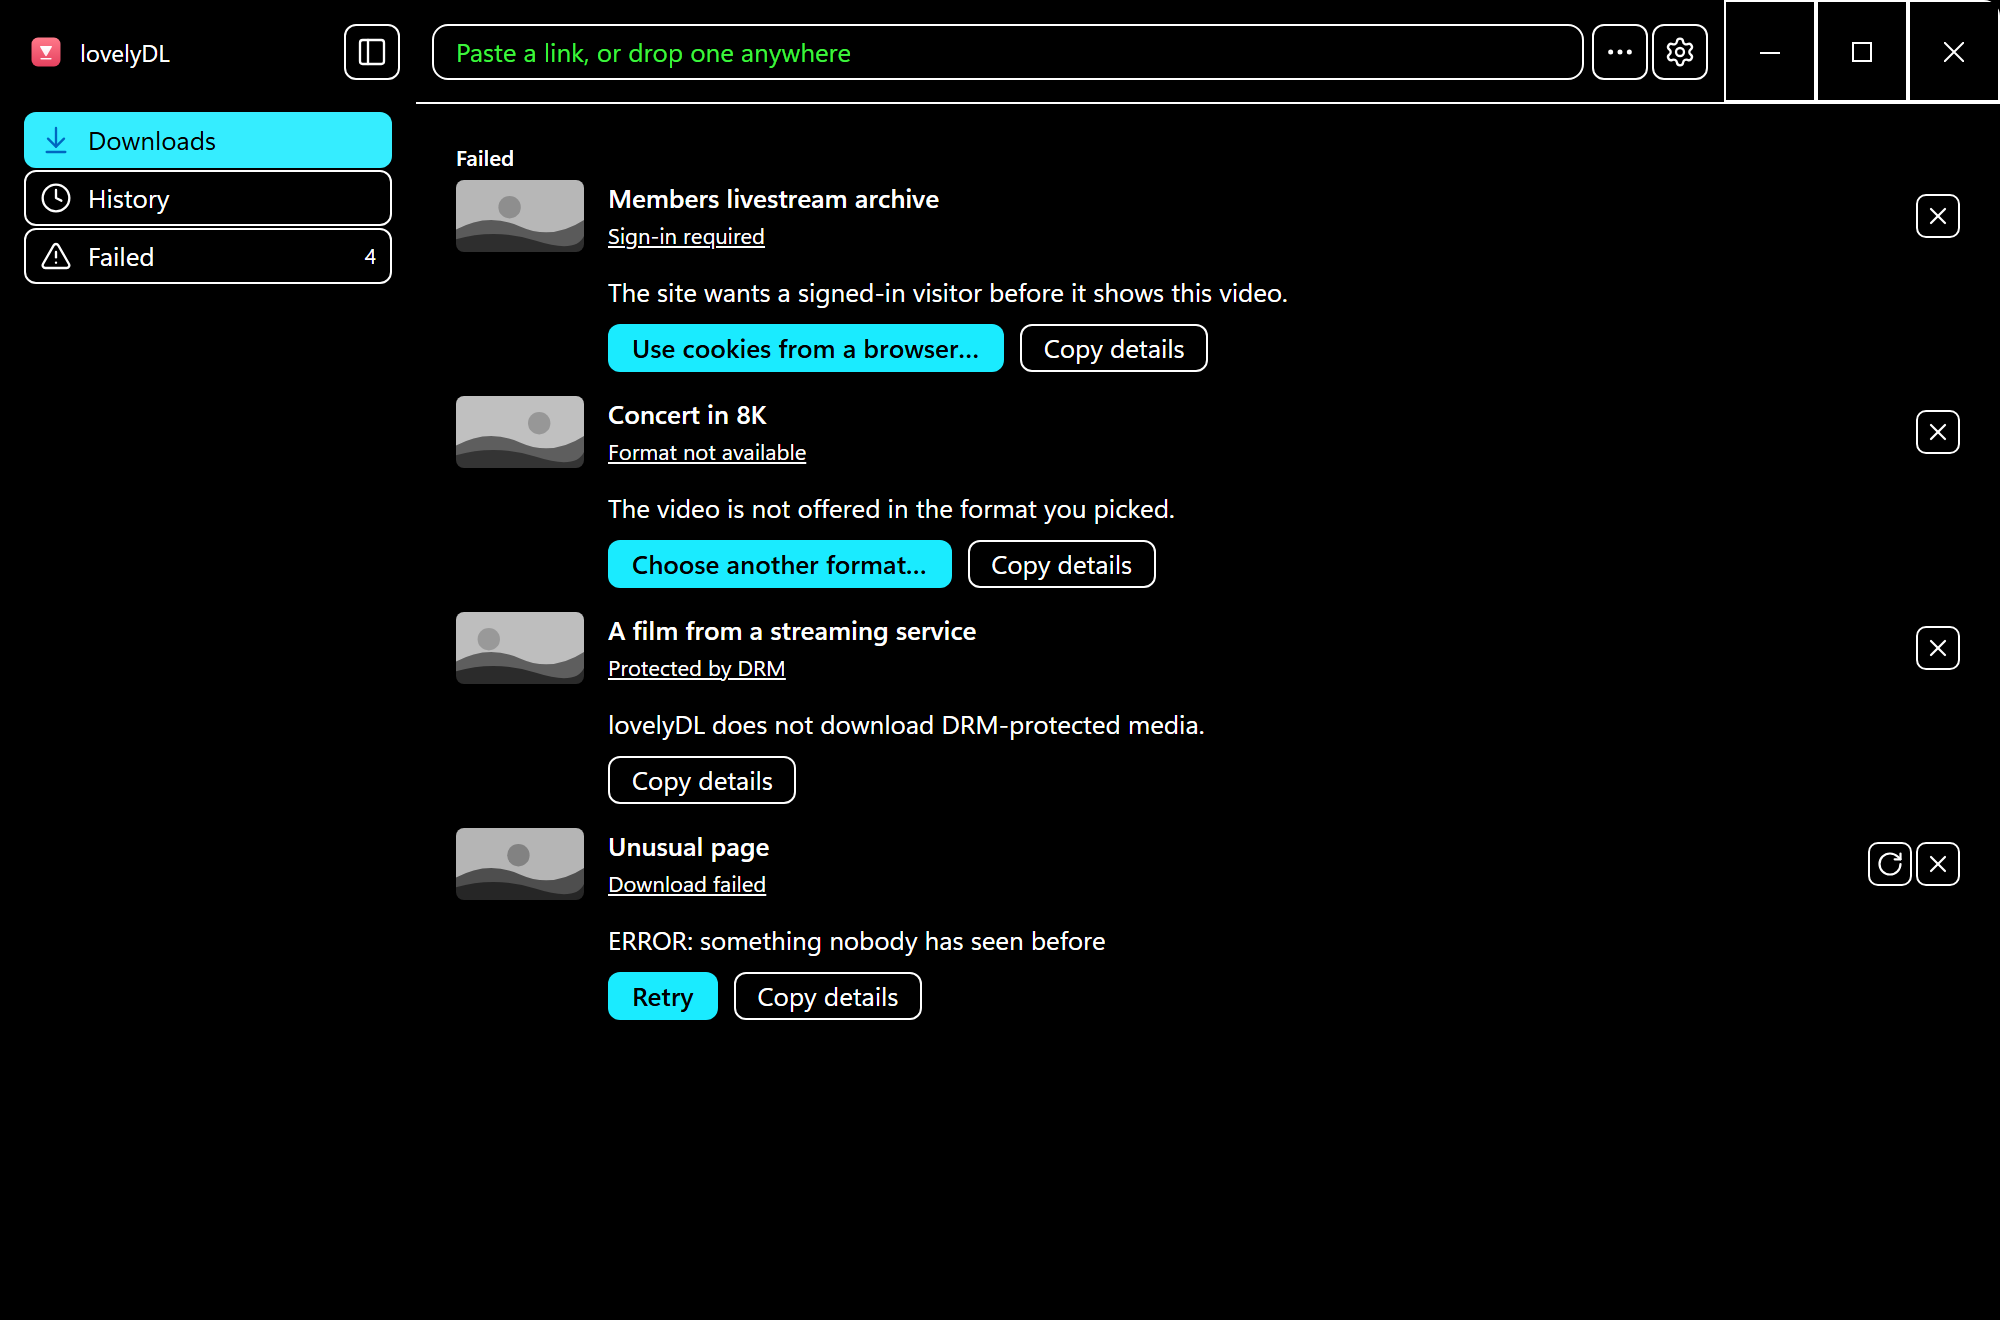 lovelyDL
Paste a link, or drop one anywhere
Downloads
History
Failed 4
Failed
Members livestream archive
Sign-in required
The site wants a signed-in visitor before it shows this video.
Use cookies from a browser... Copy details
Concert in 8K
Format not available
The video is not offered in the format you picked.
Choose another format... Copy details
A film from a streaming service
Protected by DRM
lovelyDL does not download DRM-protected media.
Copy details
Unusual page
Download failed
ERROR: something nobody has seen before
Retry Copy details